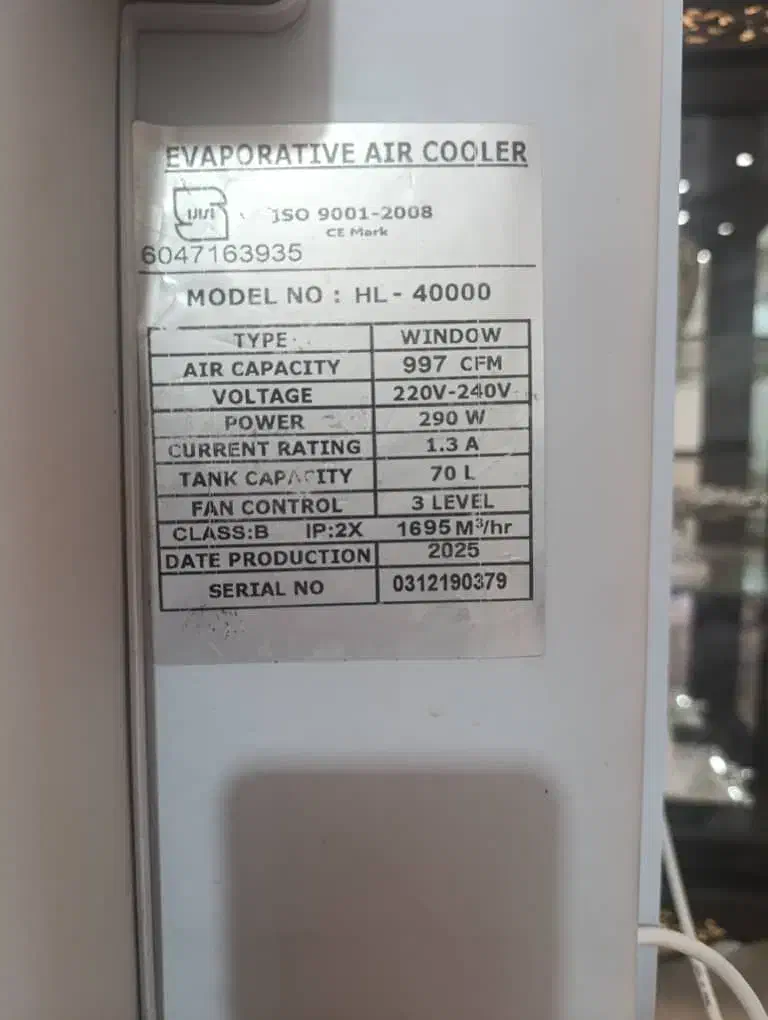 EVAPORATIVE AIR COOLER
ISO 9001-2008
CE Mark
6047163935
MODEL NO : HL - 40000
TYPE WINDOW
AIR CAPACITY 997 CFM
VOLTAGE 220V-240V
POWER 290 W
CURRENT RATING 1.3 A
TANK CAPACITY 70 L
FAN CONTROL 3 LEVEL
CLASS:B IP:2X 1695 M³/hr
DATE PRODUCTION 2025
SERIAL NO 0312190379